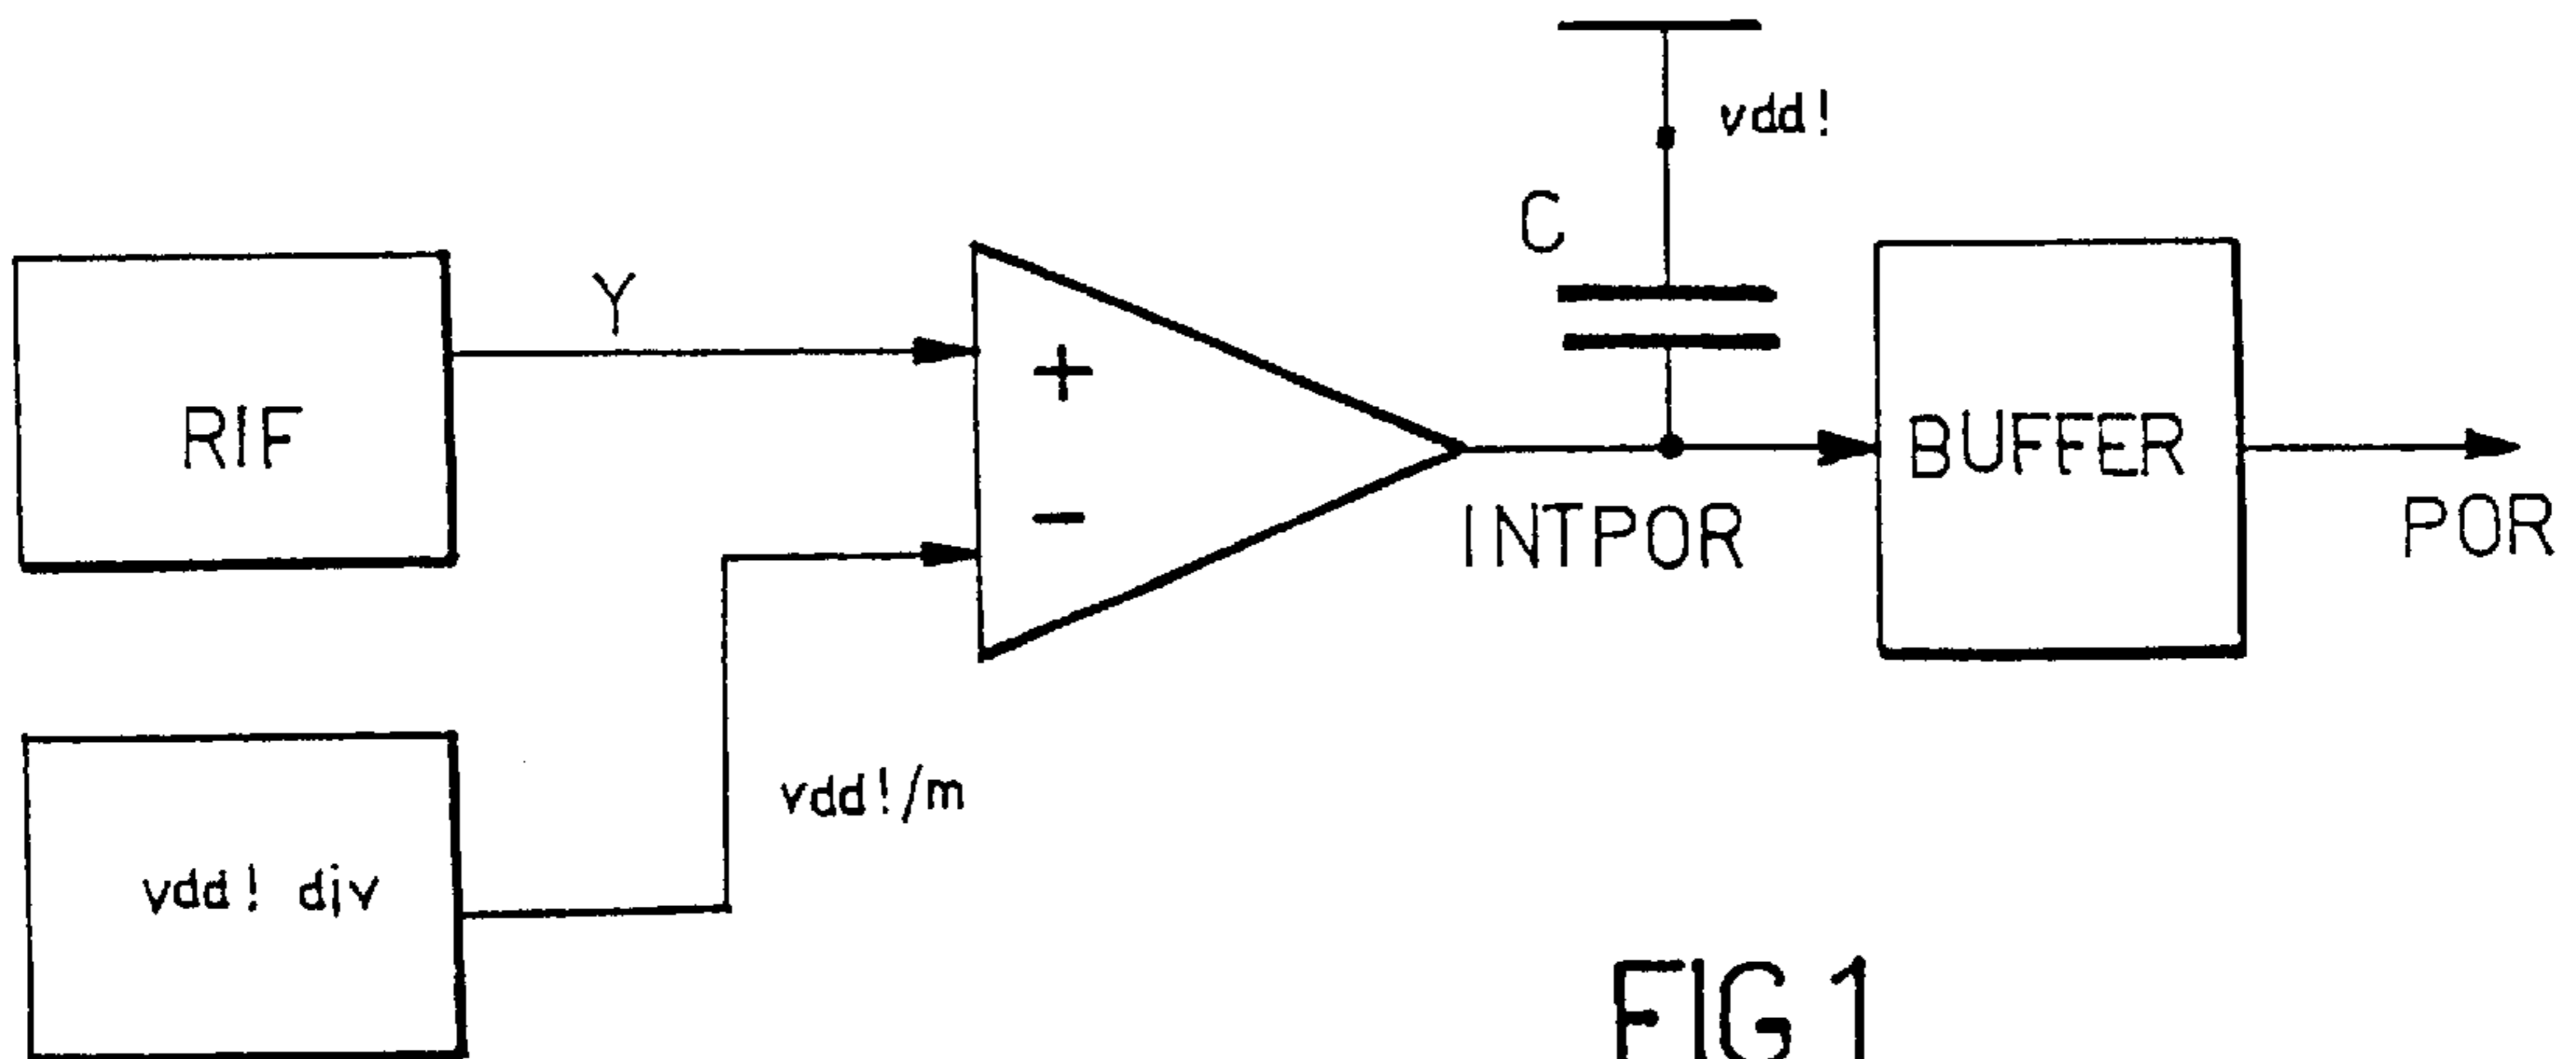 vdd!
C
Y
+
RIF
BUFFER
-
INTPOR
POR
vdd!/m
vdd! div
FIG 1